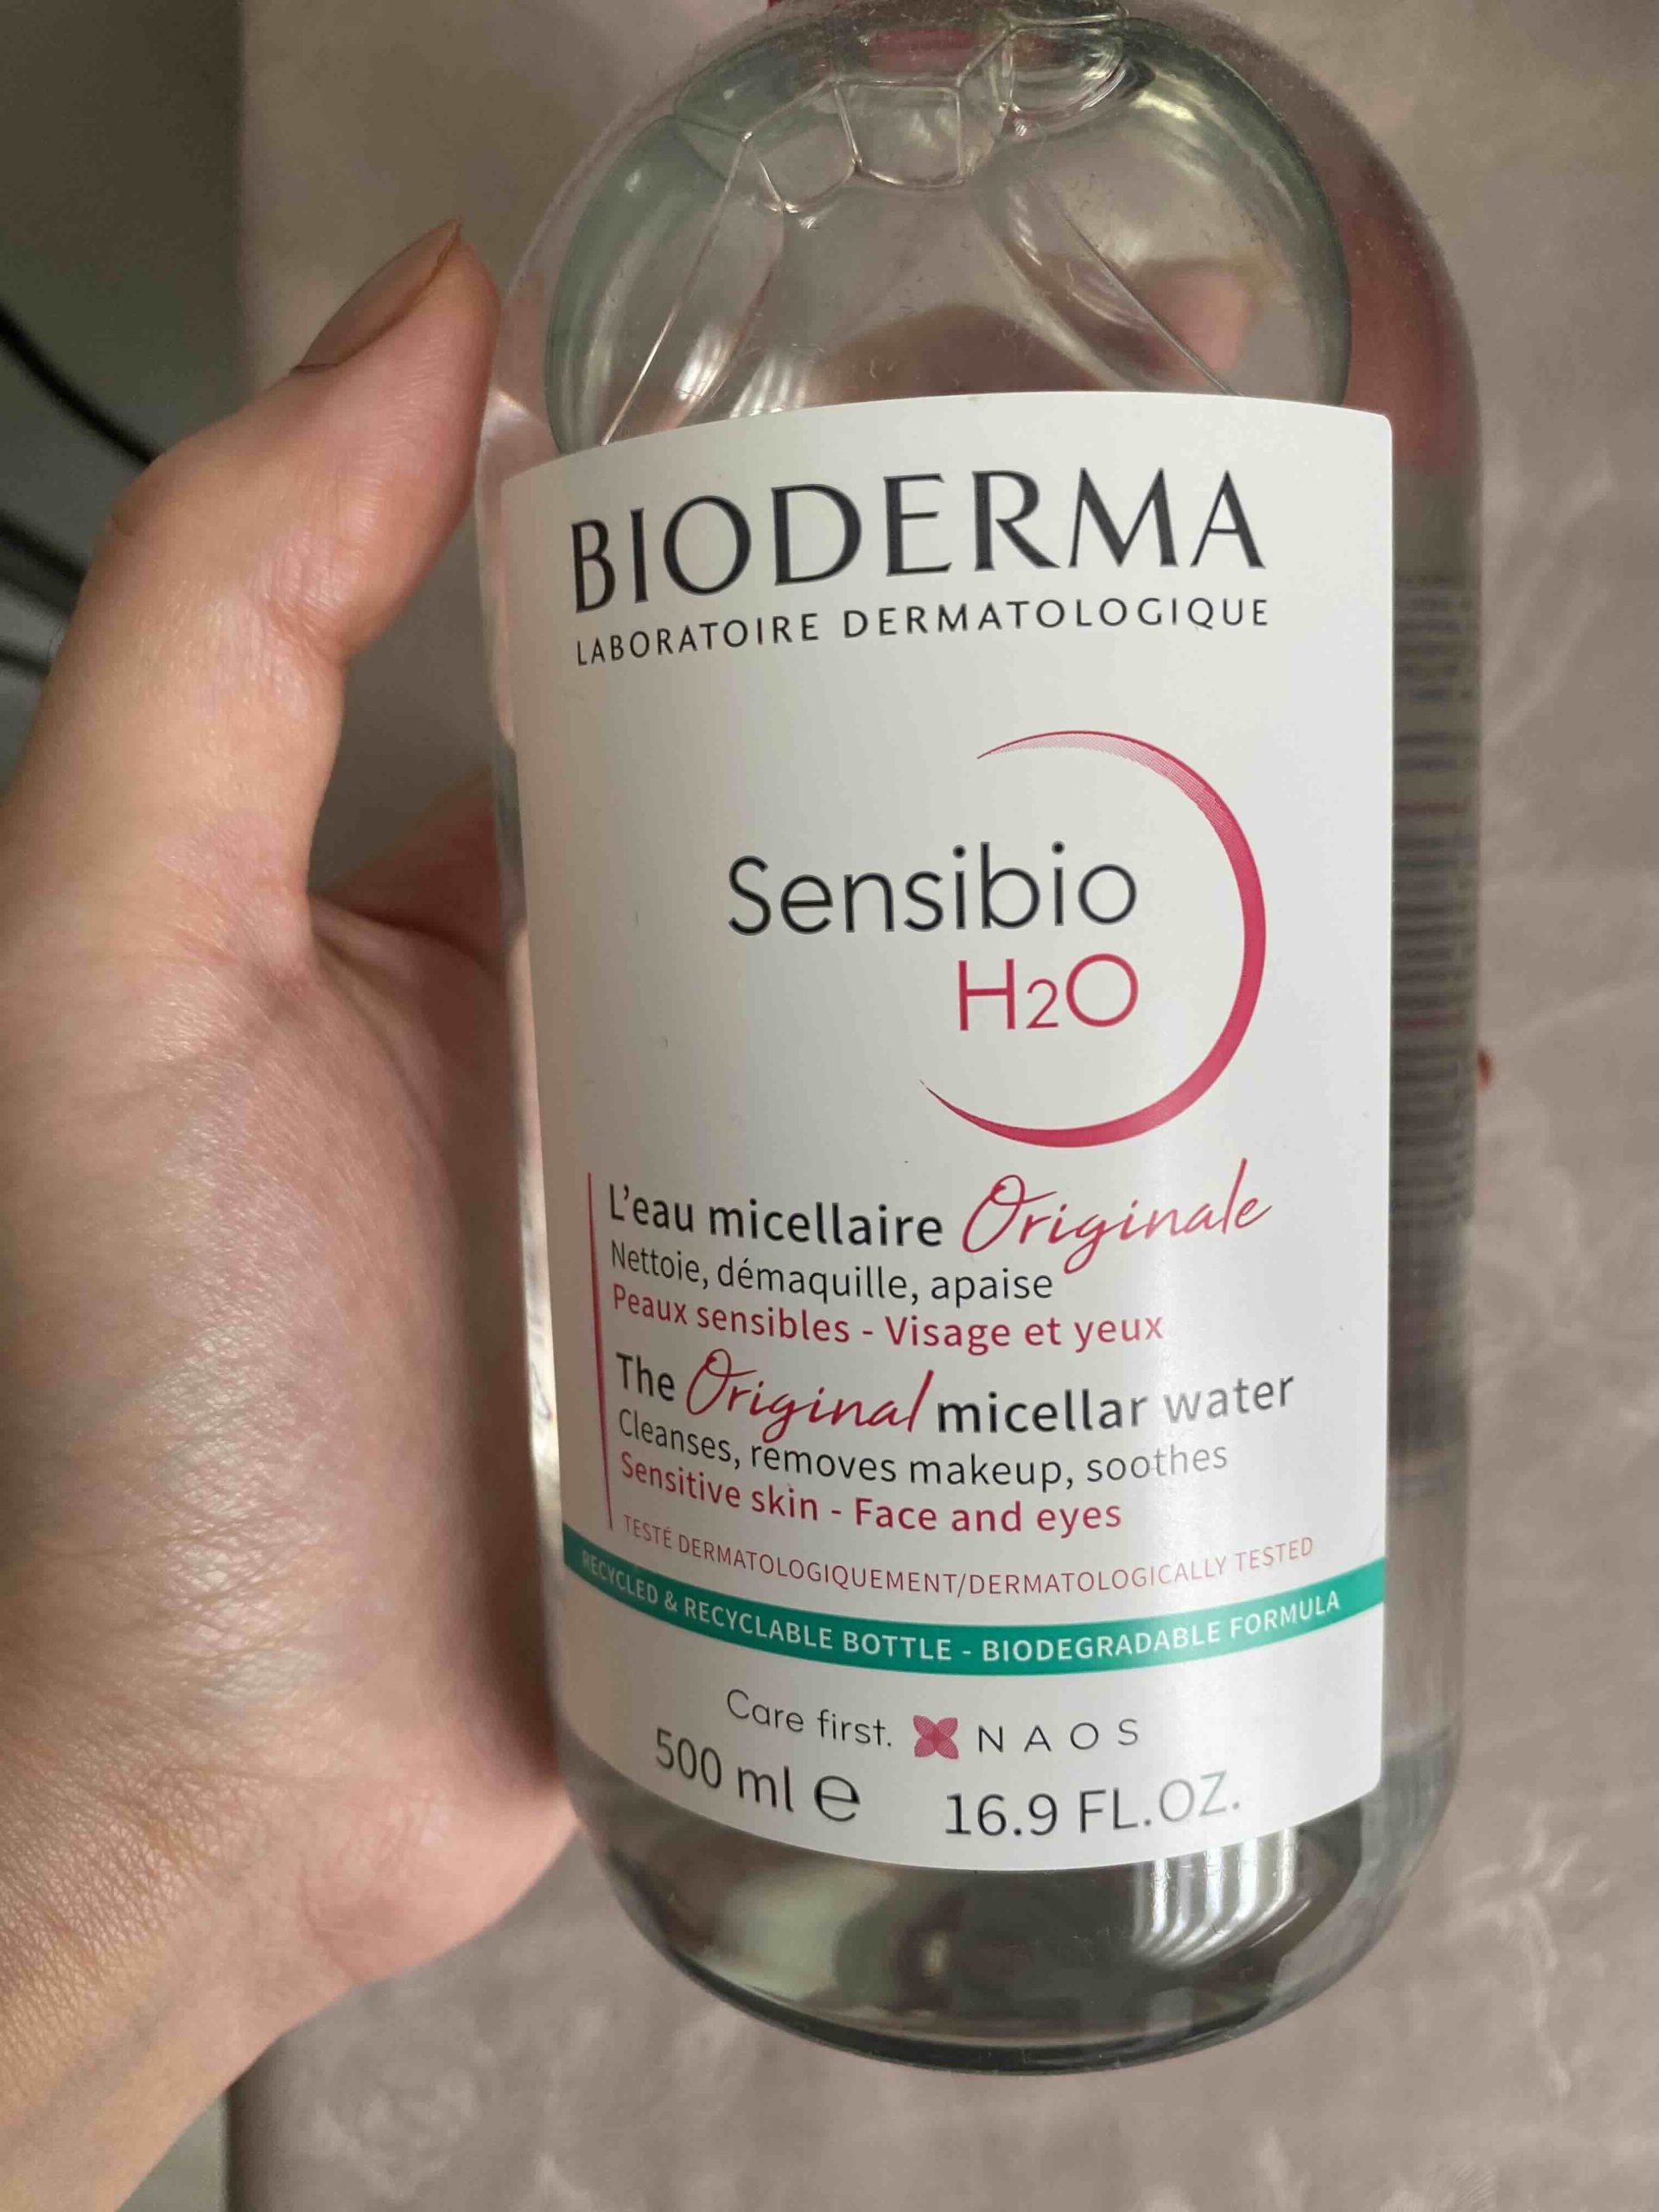 BIODERMA
LABORATOIRE DERMATOLOGIQUE
Sensibio
H2O
L'eau micellaire Originale
Nettoie, démaquille, apaise
Peaux sensibles - Visage et yeux
The Original micellar water
Cleanses, removes makeup, soothes
Sensitive skin - Face and eyes
TESTÉ DERMATOLOGIQUEMENT/DERMATOLOGICALLY TESTED
RECYCLED & RECYCLABLE BOTTLE - BIODEGRADABLE FORMULA
Care first. NAOS
500 ml e 16.9 FL.OZ.